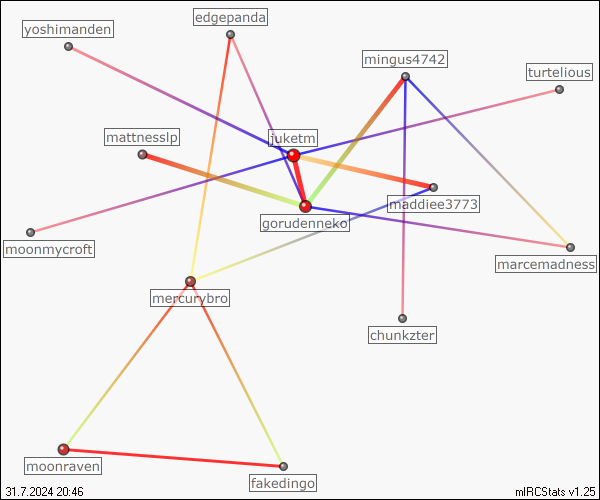 edgepanda
yoshimanden
mingus4742
turtelious
mattnesslp
juketm
maddiee3773
gorudenneko
moonmycroft
marcemadness
mercurybro
chunkzter
moonraven
fakedingo
31.7.2024 20:46
mIRCStats v1.25